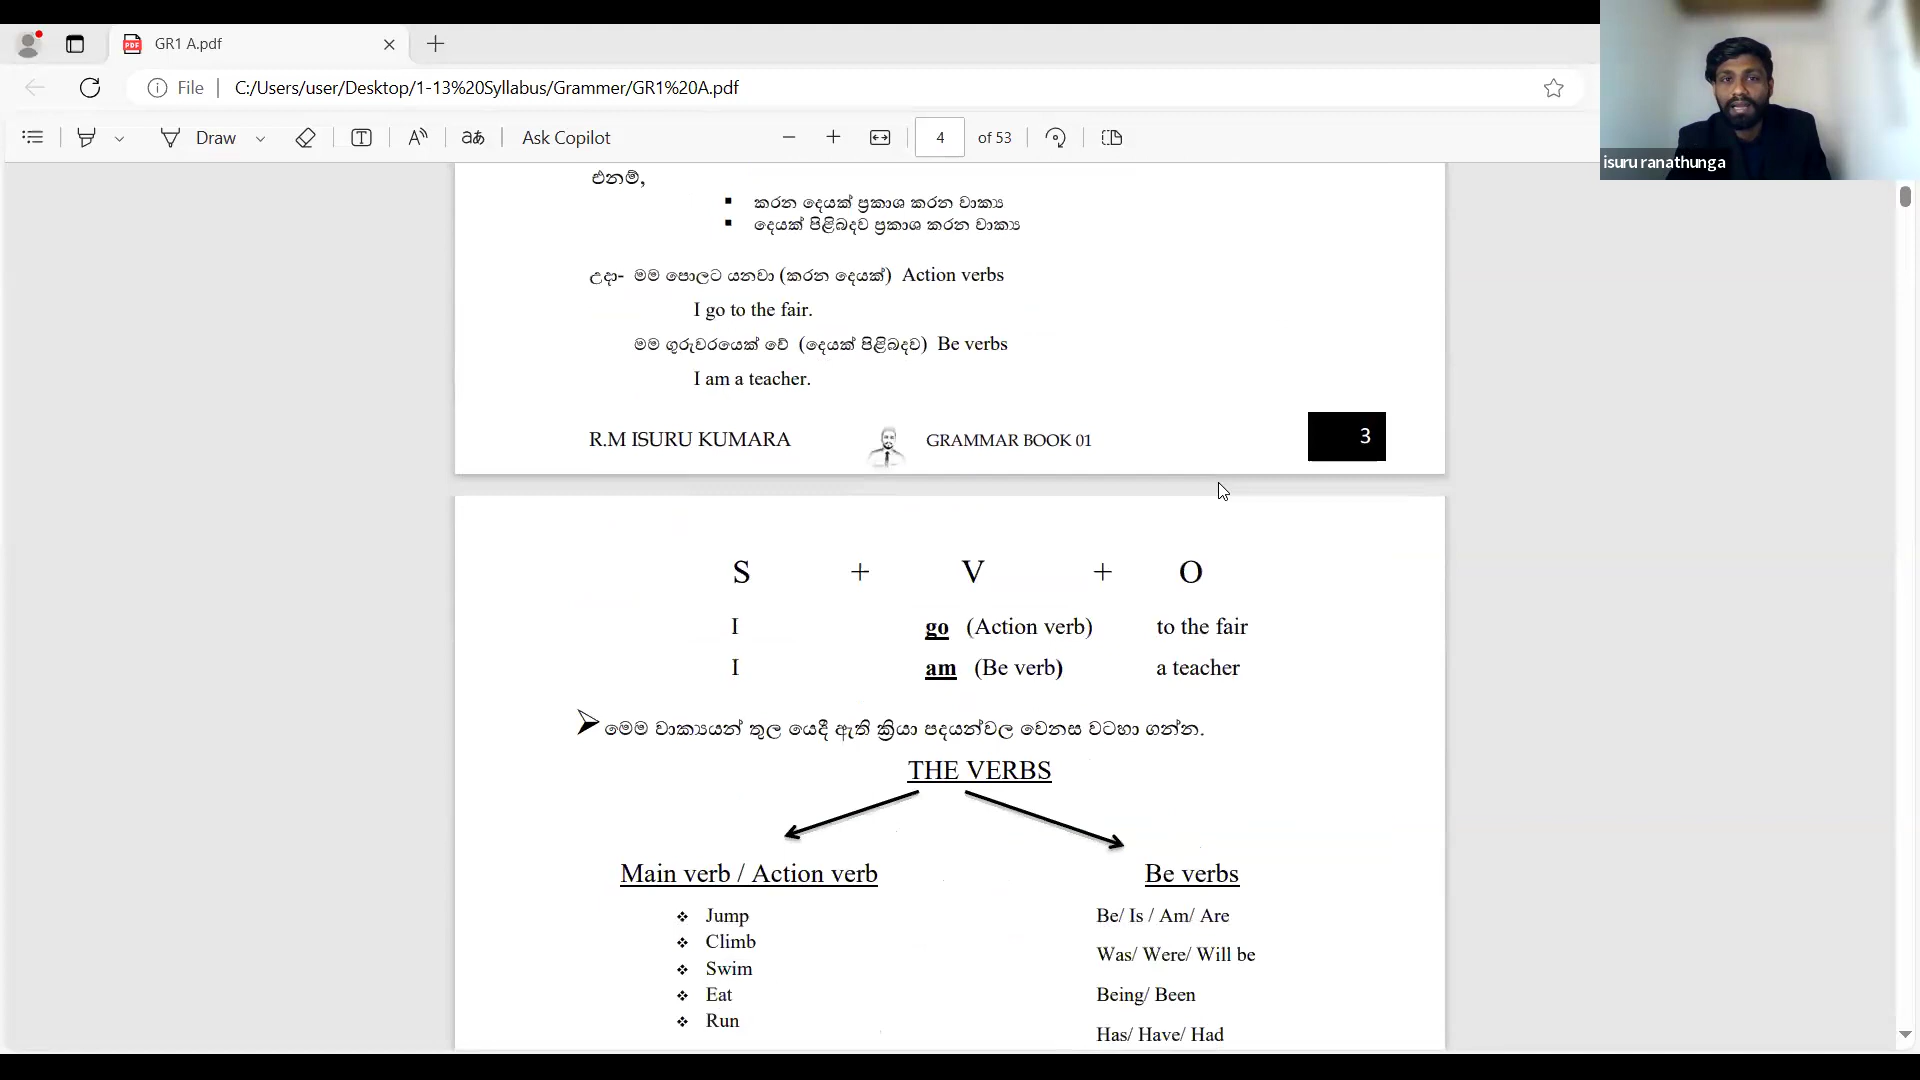 GR1 A.pdf
File C:/Users/user/Desktop/1-13%20Syllabus/Grammer/GR1%20A.pdf
Draw Ask Copilot 4 of 53
isuru ranathunga
එනම්,
▪ කරන දෙයක් ප්‍රකාශ කරන වාක්‍ය
▪ දෙයක් පිළිබදව ප්‍රකාශ කරන වාක්‍ය
උදා- මම පොලට යනවා (කරන දෙයක්) Action verbs
I go to the fair.
මම ගුරුවරයෙක් වේ (දෙයක් පිළිබදව) Be verbs
I am a teacher.
R.M ISURU KUMARA GRAMMAR BOOK 01 3
S + V + O
I go (Action verb) to the fair
I am (Be verb) a teacher
➢ මෙම වාක්‍යයන් තුල යෙදී ඇති ක්‍රියා පදයන්වල වෙනස වටහා ගන්න.
THE VERBS
Main verb / Action verb
❖ Jump
❖ Climb
❖ Swim
❖ Eat
❖ Run
Be verbs
Be/ Is / Am/ Are
Was/ Were/ Will be
Being/ Been
Has/ Have/ Had